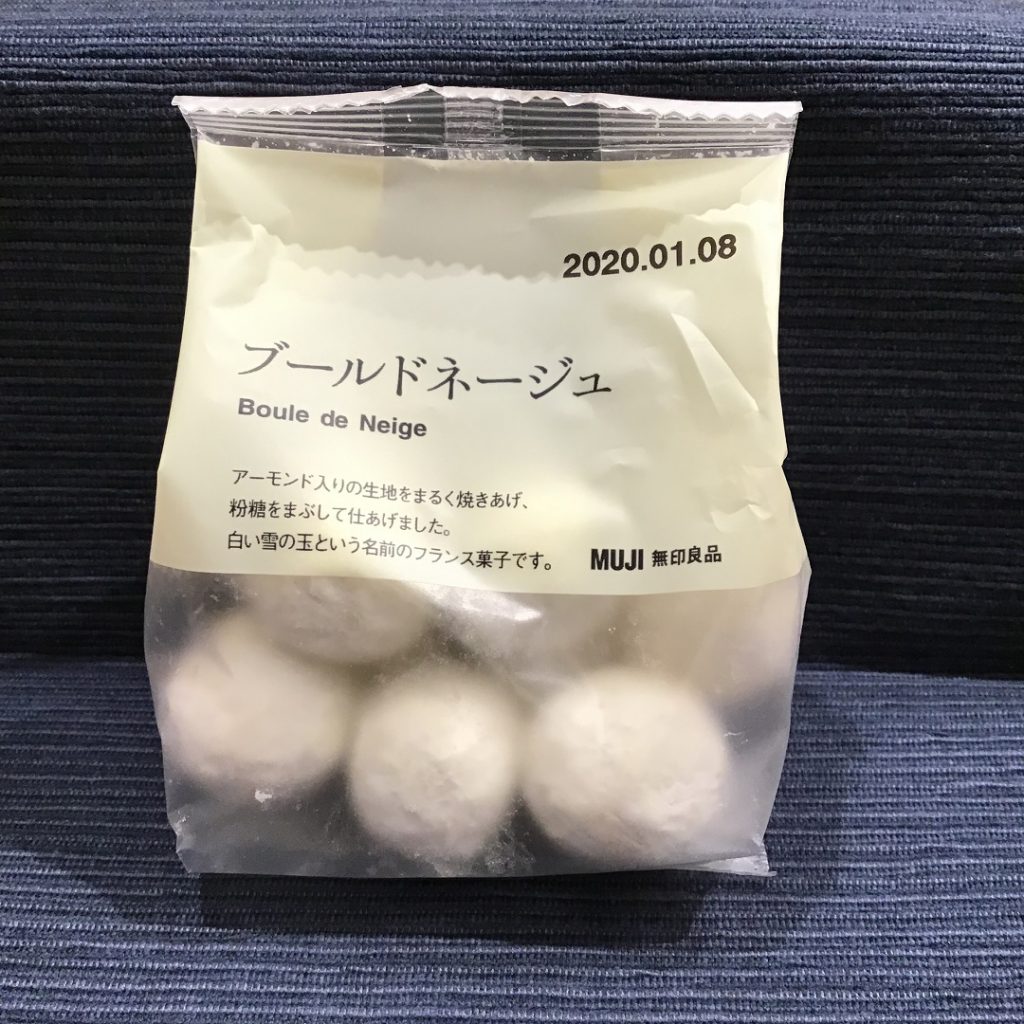 2020.01.08
ブールドネージュ
Boule de Neige
アーモンド入りの生地をまるく焼きあげ、
粉糖をまぶして仕あげました。
白い雪の玉という名前のフランス菓子です。
MUJI 無印良品